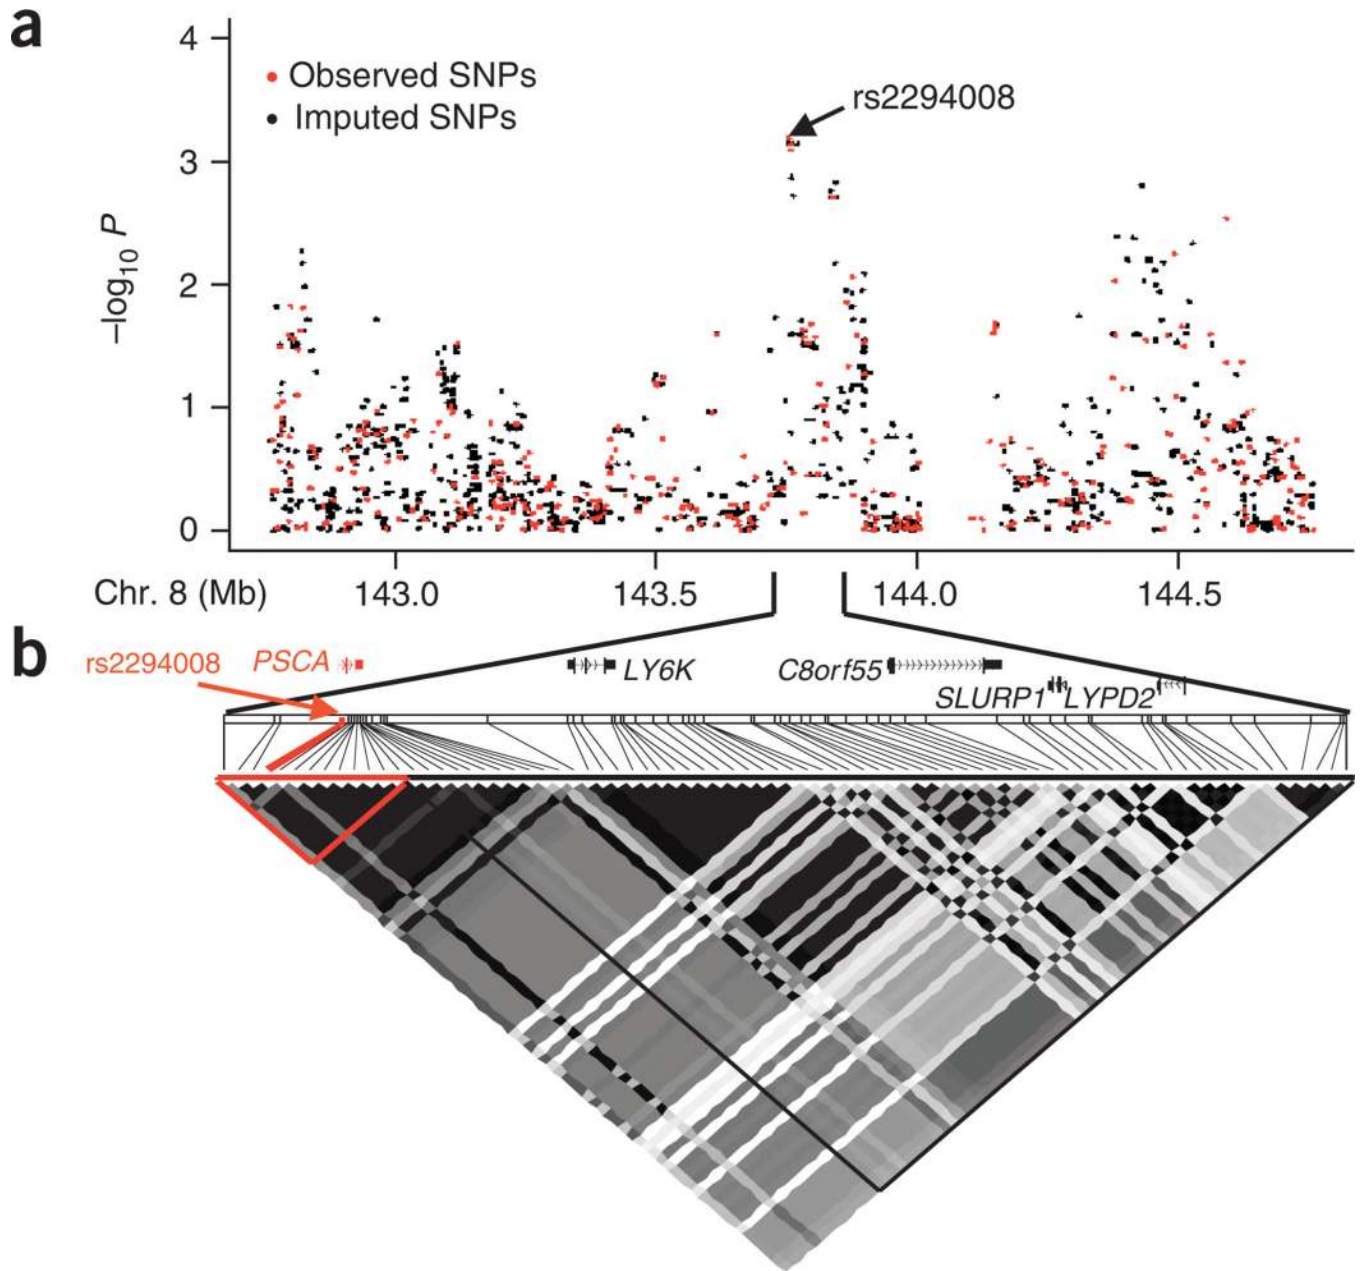 a
4
Observed SNPs
Imputed SNPs
rs2294008
3
–log10 P
2
1
0
Chr. 8 (Mb) 143.0 143.5 144.0 144.5
b
rs2294008 PSCA LY6K C8orf55
SLURP1 LYPD2